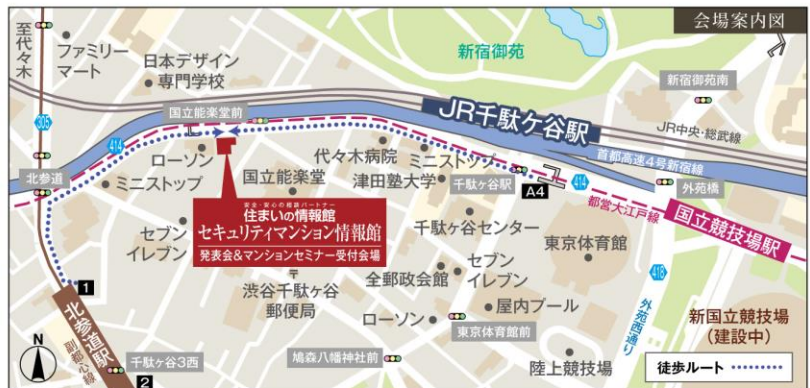 会場案内図
至代々木
ファミリー
マート
日本デザイン
専門学校
新宿御苑
新宿御苑南
国立能楽堂前
JR千駄ケ谷駅
JR中央・総武線
首都高速4号新宿線
305
414
北参道
ローソン
ミニストップ
国立能楽堂
代々木病院
ミニストップ
津田塾大学
千駄ヶ谷駅
A4
414
外苑橋
都営大江戸線
国立競技場駅
安全・安心の相談パートナー
住まいの情報館
セキュリティマンション情報館
発表会&マンションセミナー受付会場
セブン
イレブン
千駄ヶ谷センター
東京体育館
418
外苑西通り
全郵政会館
セブン
イレブン
〒
渋谷千駄ヶ谷
郵便局
ローソン
屋内プール
東京体育館前
新国立競技場
(建設中)
1
北参道駅
副都心線
N
千駄ヶ谷3西
2
鳩森八幡神社前
陸上競技場
徒歩ルート